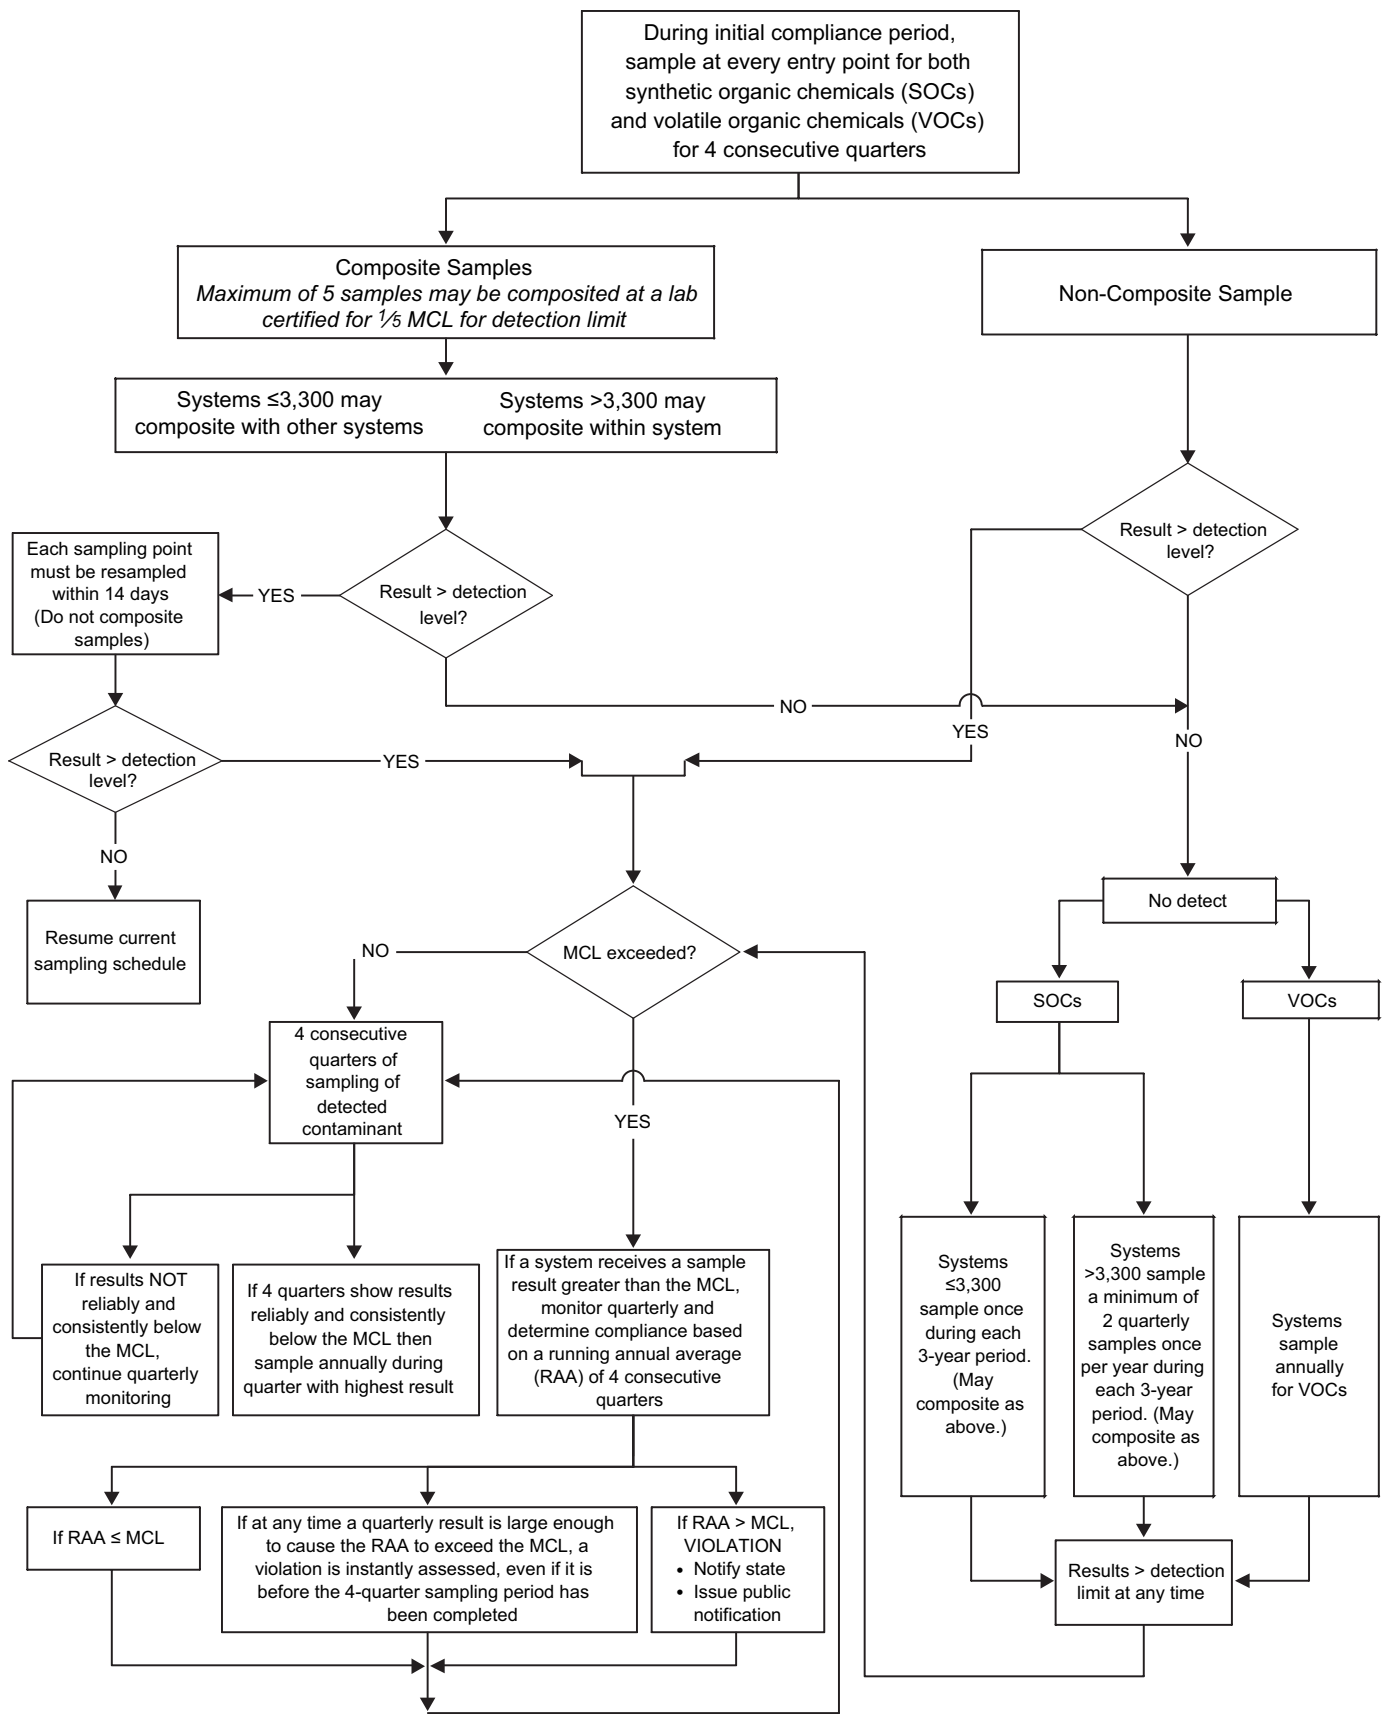 During initial compliance period,
sample at every entry point for both
synthetic organic chemicals (SOCs)
and volatile organic chemicals (VOCs)
for 4 consecutive quarters
Composite Samples
Maximum of 5 samples may be composited at a lab
certified for ⅕ MCL for detection limit
Non-Composite Sample
Systems ≤3,300 may
composite with other systems
Systems >3,300 may
composite within system
Result > detection
level?
Each sampling point
must be resampled
within 14 days
(Do not composite
samples)
YES
Result > detection
level?
NO
YES
NO
Result > detection
level?
YES
NO
Resume current
sampling schedule
No detect
MCL exceeded?
NO
SOCs
VOCs
4 consecutive
quarters of
sampling of
detected
contaminant
YES
If results NOT
reliably and
consistently below
the MCL,
continue quarterly
monitoring
If 4 quarters show results
reliably and consistently
below the MCL then
sample annually during
quarter with highest result
If a system receives a sample
result greater than the MCL,
monitor quarterly and
determine compliance based
on a running annual average
(RAA) of 4 consecutive
quarters
Systems
≤3,300
sample once
during each
3-year period.
(May
composite as
above.)
Systems
>3,300 sample
a minimum of
2 quarterly
samples once
per year during
each 3-year
period. (May
composite as
above.)
Systems
sample
annually
for VOCs
If RAA ≤ MCL
If at any time a quarterly result is large enough
to cause the RAA to exceed the MCL, a
violation is instantly assessed, even if it is
before the 4-quarter sampling period has
been completed
If RAA > MCL,
VIOLATION
• Notify state
• Issue public
notification
Results > detection
limit at any time